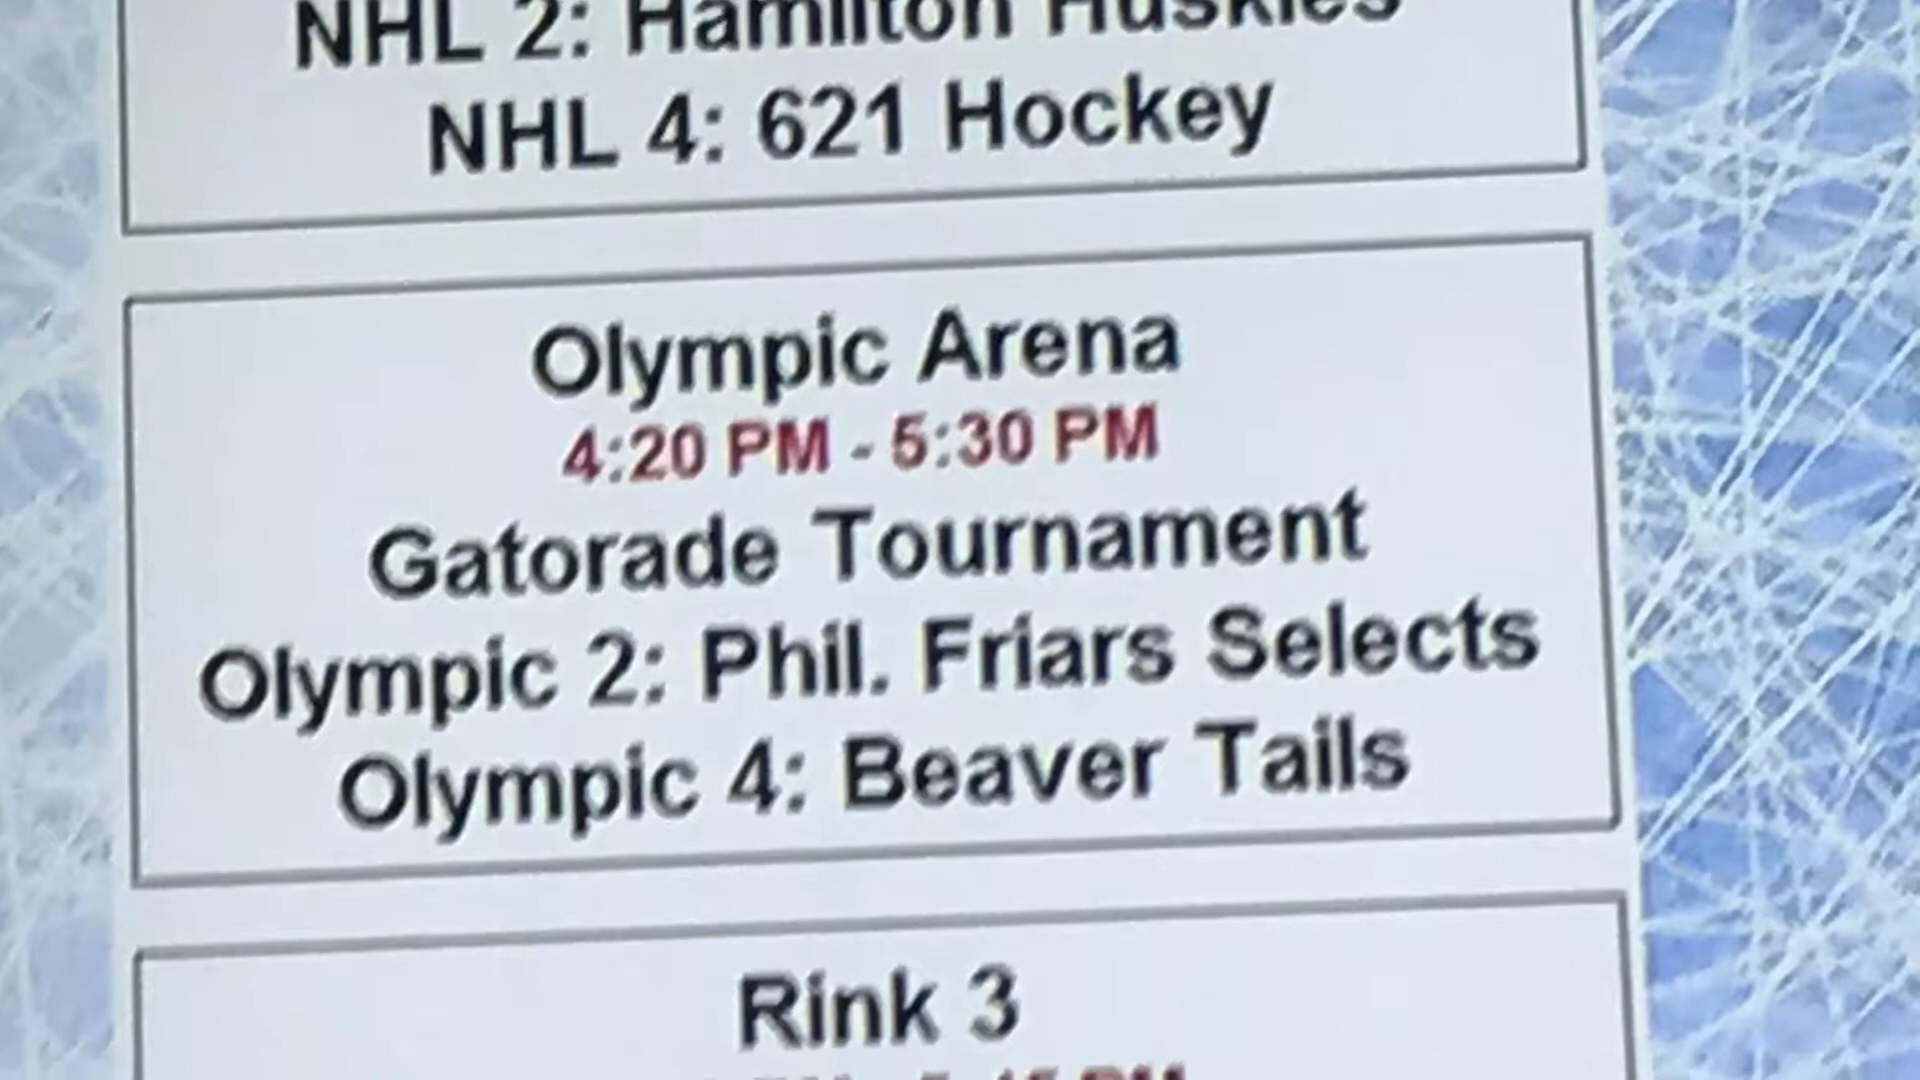 NHL 2: Hamilton Huskies
NHL 4: 621 Hockey
Olympic Arena
4:20 PM - 5:30 PM
Gatorade Tournament
Olympic 2: Phil. Friars Selects
Olympic 4: Beaver Tails
Rink 3